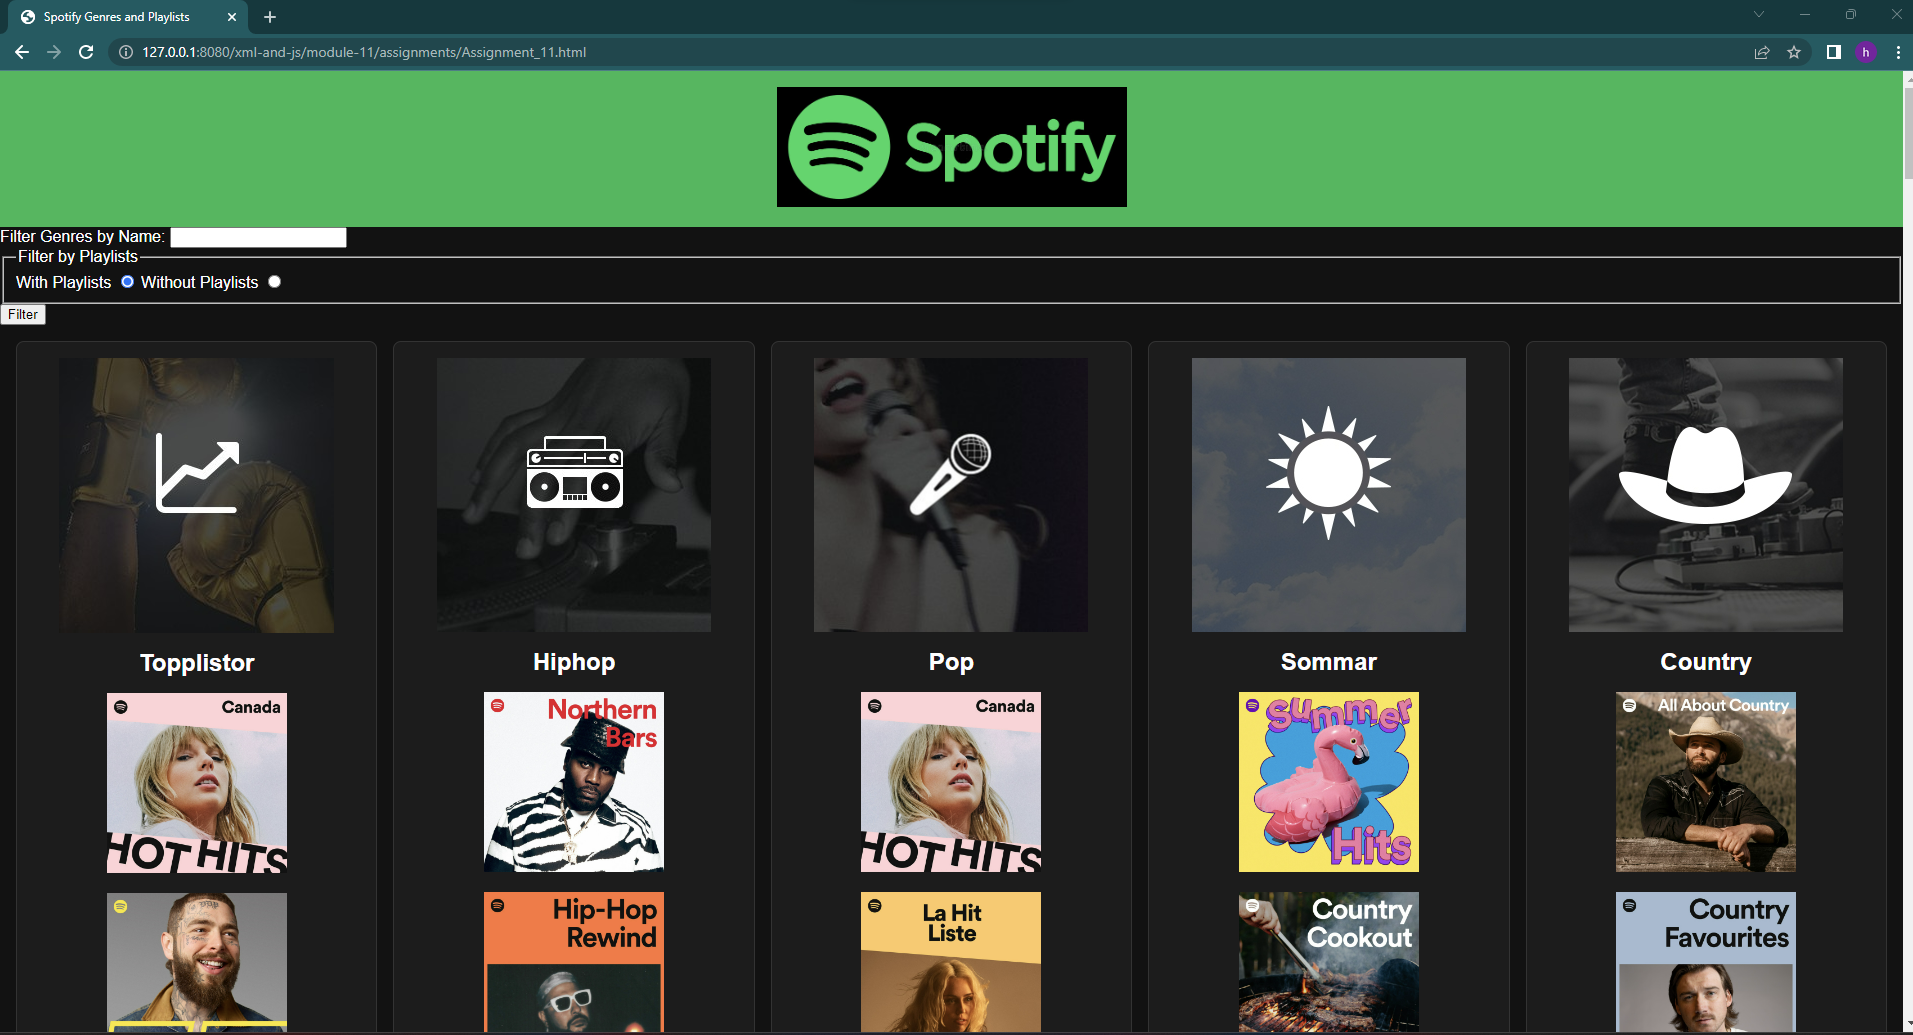 Spotify Genres and Playlists
127.0.0.1:8080/xml-and-js/module-11/assignments/Assignment_11.html
h
Spotify
Filter Genres by Name:
Filter by Playlists
With Playlists Without Playlists
Filter
Topplistor
Hiphop
Pop
Sommar
Country
Canada
HOT HITS
Northern
Bars
Canada
HOT HITS
Summer
Hits
All About Country
Hip-Hop
Rewind
La Hit
Liste
Country
Cookout
Country
Favourites